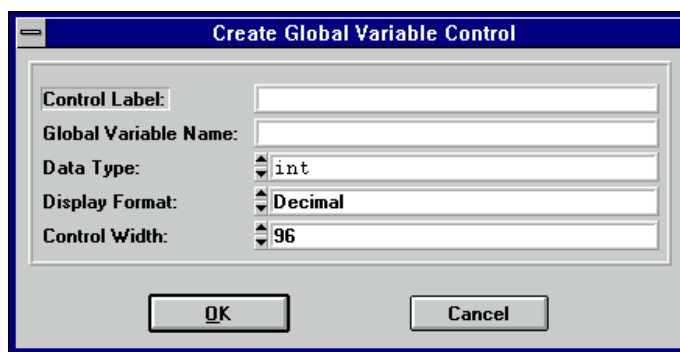 Create Global Variable Control
Control Label:
Global Variable Name:
Data Type: int
Display Format: Decimal
Control Width: 96
OK Cancel